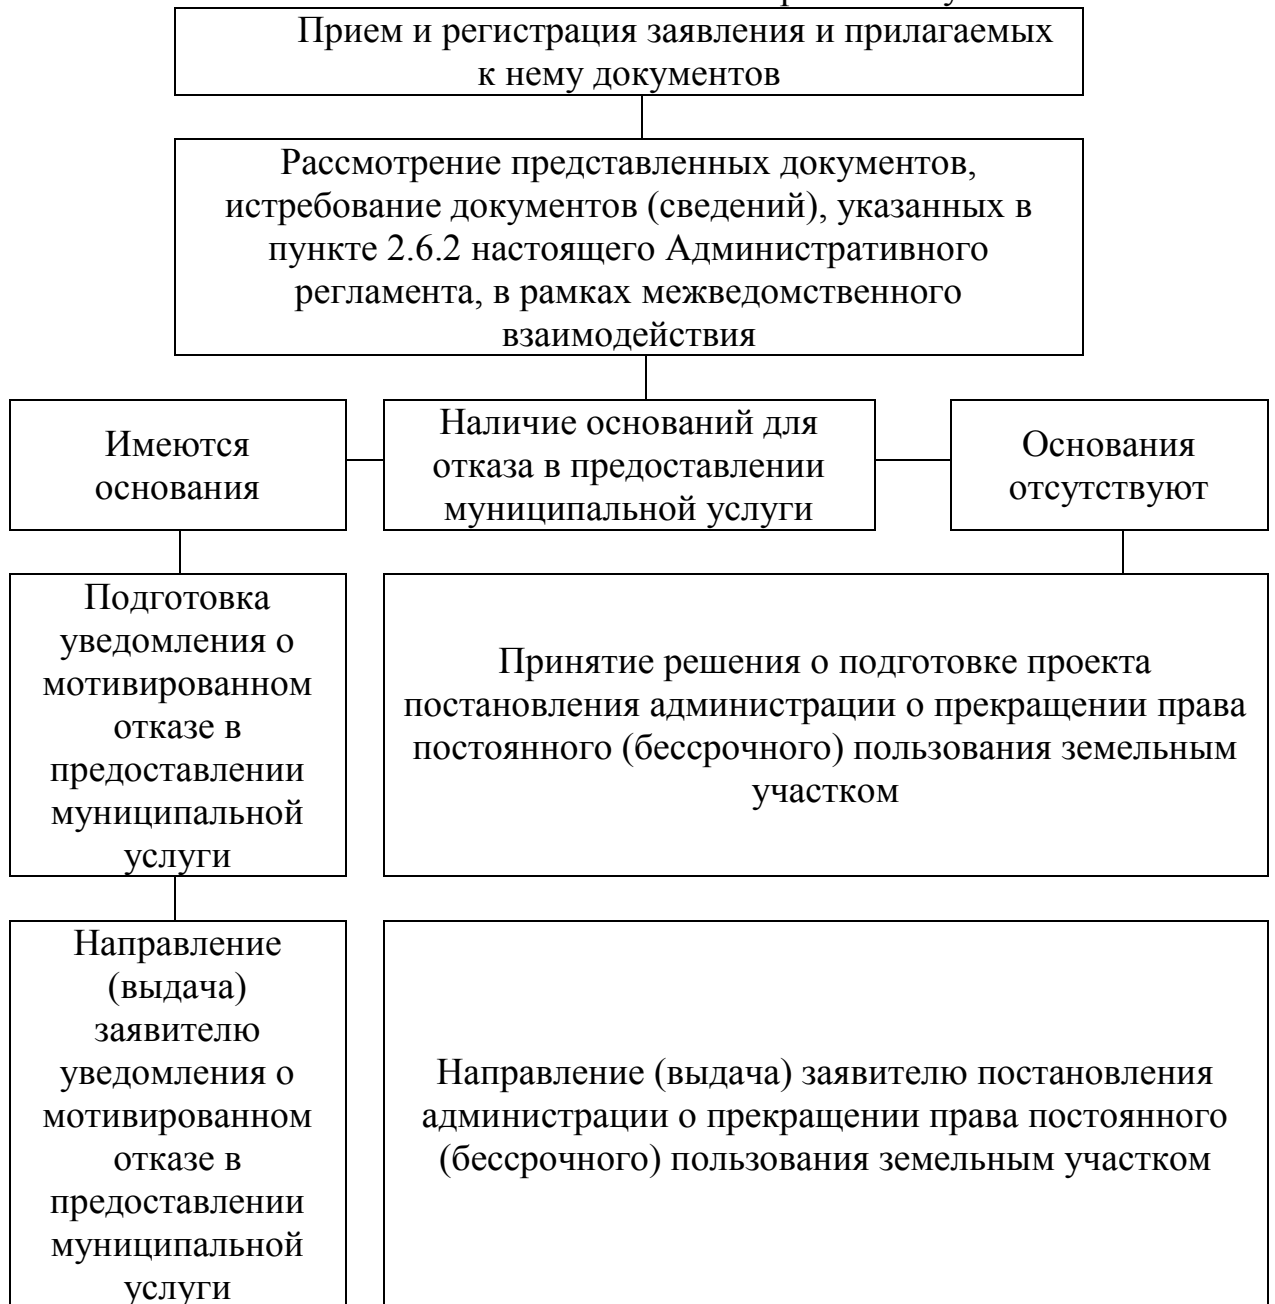 Прием и регистрация заявления и прилагаемых
к нему документов
Рассмотрение представленных документов,
истребование документов (сведений), указанных в
пункте 2.6.2 настоящего Административного
регламента, в рамках межведомственного
взаимодействия
Имеются
основания
Наличие оснований для
отказа в предоставлении
муниципальной услуги
Основания
отсутствуют
Подготовка
уведомления о
мотивированном
отказе в
предоставлении
муниципальной
услуги
Принятие решения о подготовке проекта
постановления администрации о прекращении права
постоянного (бессрочного) пользования земельным
участком
Направление
(выдача)
заявителю
уведомления о
мотивированном
отказе в
предоставлении
муниципальной
услуги
Направление (выдача) заявителю постановления
администрации о прекращении права постоянного
(бессрочного) пользования земельным участком